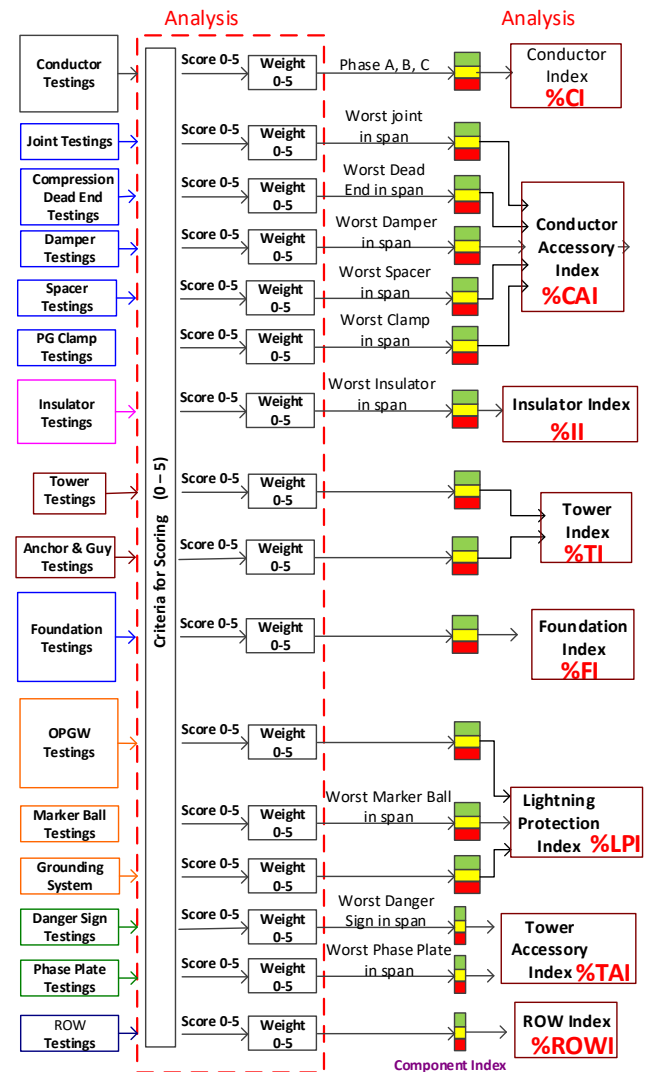 Analysis
Analysis
Conductor
Testings
Score 0-5
Weight
0-5
Phase A, B, C
Conductor
Index
%CI
Joint Testings
Score 0-5
Weight
0-5
Worst joint
in span
Compression
Dead End
Testings
Score 0-5
Weight
0-5
Worst Dead
End in span
Damper
Testings
Score 0-5
Weight
0-5
Worst Damper
in span
Conductor
Accessory
Index
%CAI
Spacer
Testings
Score 0-5
Weight
0-5
Worst Spacer
in span
PG Clamp
Testings
Score 0-5
Weight
0-5
Worst Clamp
in span
Insulator
Testings
Score 0-5
Weight
0-5
Worst Insulator
in span
Insulator Index
%II
Criteria for Scoring (0 – 5)
Tower
Testings
Score 0-5
Weight
0-5
Tower
Index
%TI
Anchor & Guy
Testings
Score 0-5
Weight
0-5
Foundation
Testings
Score 0-5
Weight
0-5
Foundation
Index
%FI
OPGW
Testings
Score 0-5
Weight
0-5
Marker Ball
Testings
Score 0-5
Weight
0-5
Worst Marker Ball
in span
Lightning
Protection
Index %LPI
Grounding
System
Score 0-5
Weight
0-5
Danger Sign
Testings
Score 0-5
Weight
0-5
Worst Danger
Sign in span
Tower
Accessory
Index %TAI
Phase Plate
Testings
Score 0-5
Weight
0-5
Worst Phase Plate
in span
ROW
Testings
Score 0-5
Weight
0-5
ROW Index
%ROWI
Component Index